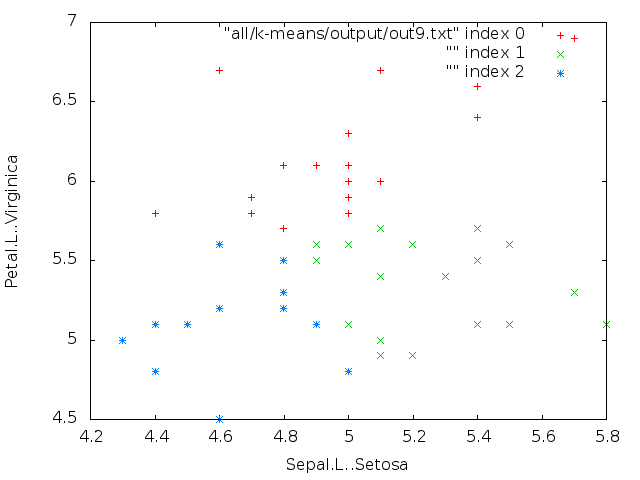 "all/k-means/output/out9.txt" index 0
"" index 1
"" index 2
7
6.5
6
5.5
5
4.5
Petal.L..Virginica
4.2 4.4 4.6 4.8 5 5.2 5.4 5.6 5.8
Sepal.L..Setosa